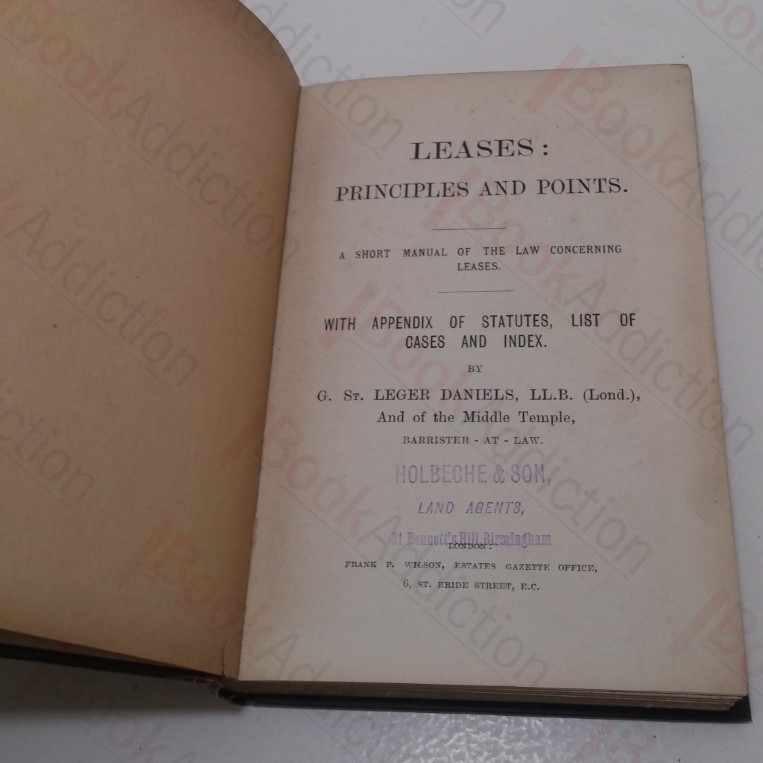 LEASES:
PRINCIPLES AND POINTS.
A SHORT MANUAL OF THE LAW CONCERNING
LEASES.
WITH APPENDIX OF STATUTES, LIST OF
CASES AND INDEX.
BY
G. ST. LEGER DANIELS, LL.B. (Lond.),
And of the Middle Temple,
BARRISTER - AT - LAW.
HOLBECHE & SON,
LAND AGENTS,
Bennett's Hill, Birmingham
LONDON:
FRANK P. WILSON, ESTATES GAZETTE OFFICE,
6, ST. BRIDE STREET, E.C.
BookAddiction